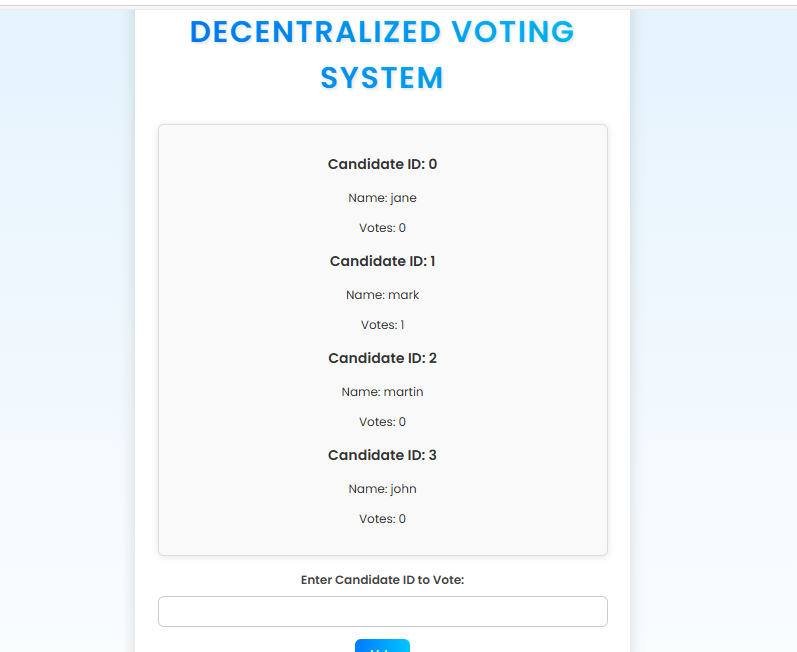 DECENTRALIZED VOTING
SYSTEM
Candidate ID: 0
Name: jane
Votes: 0
Candidate ID: 1
Name: mark
Votes: 1
Candidate ID: 2
Name: martin
Votes: 0
Candidate ID: 3
Name: john
Votes: 0
Enter Candidate ID to Vote: